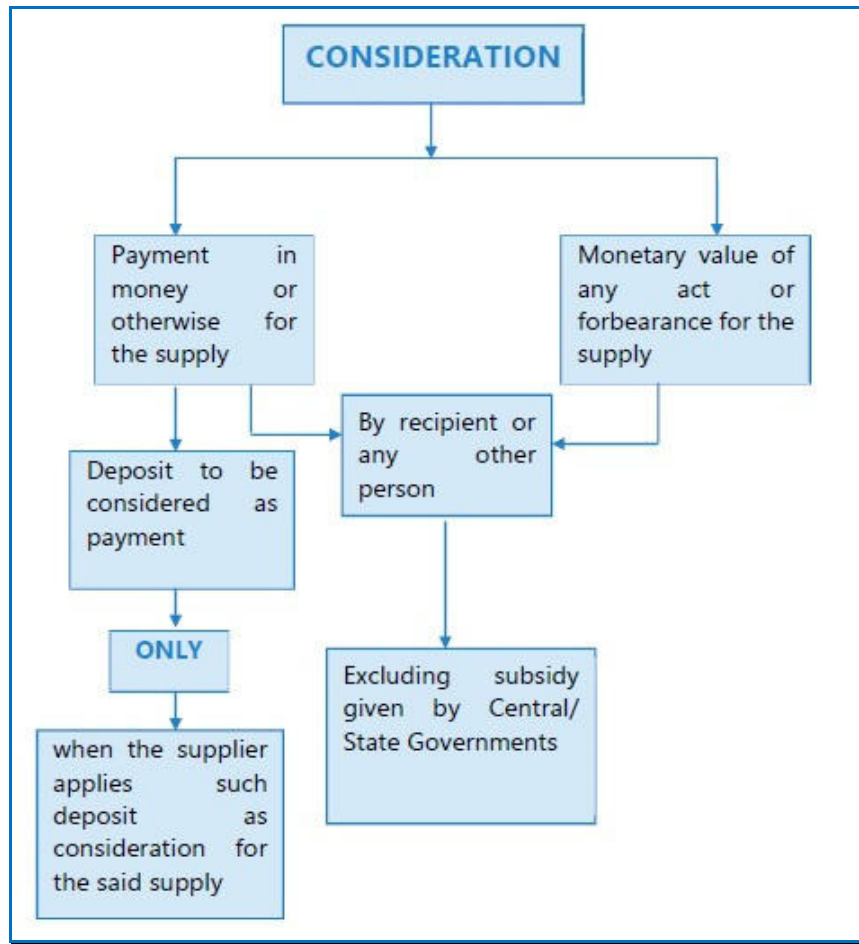 CONSIDERATION
Payment in
money or
otherwise for
the supply
Monetary value of
any act or
forbearance for the
supply
By recipient or
any other
person
Deposit to be
considered as
payment
ONLY
Excluding subsidy
given by Central/
State Governments
when the supplier
applies such
deposit as
consideration for
the said supply